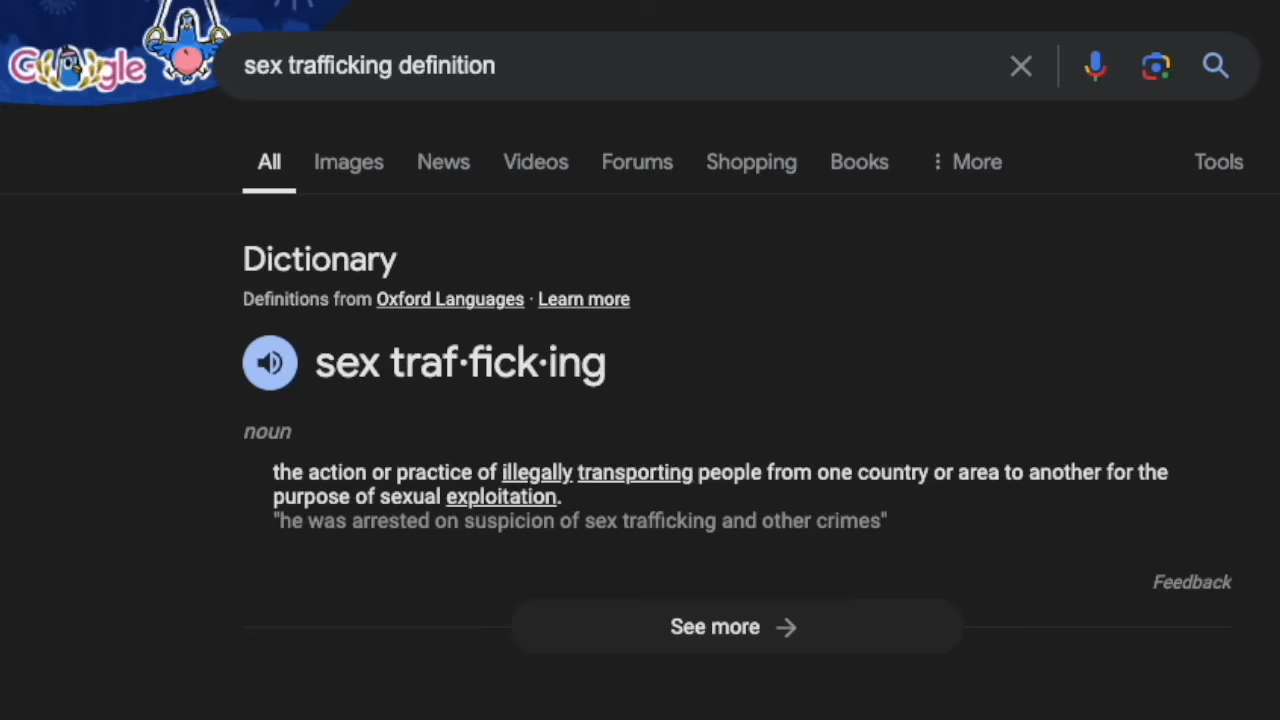 Google
sex trafficking definition
All Images News Videos Forums Shopping Books More Tools
Dictionary
Definitions from Oxford Languages · Learn more
sex traf·fick·ing
noun
the action or practice of illegally transporting people from one country or area to another for the
purpose of sexual exploitation.
"he was arrested on suspicion of sex trafficking and other crimes"
Feedback
See more